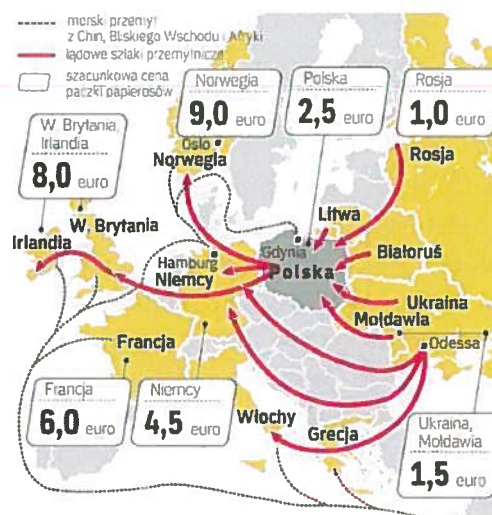 morski przemyt
z Chin, Bliskiego Wschodu i Afryki
lądowe szlaki przemytnicze
szacunkowa cena
paczki papierosów
Norwegia
9,0 euro
Polska
2,5 euro
Rosja
1,0 euro
W. Brytania,
Irlandia
8,0 euro
Oslo
Norwegia
Rosja
W. Brytania
Irlandia
Litwa
Gdynia
Białoruś
Hamburg
Niemcy
Polska
Ukraina
Mołdawia
Odessa
Francja
Francja
6,0 euro
Niemcy
4,5 euro
Włochy
Grecja
Ukraina,
Mołdawia
1,5 euro